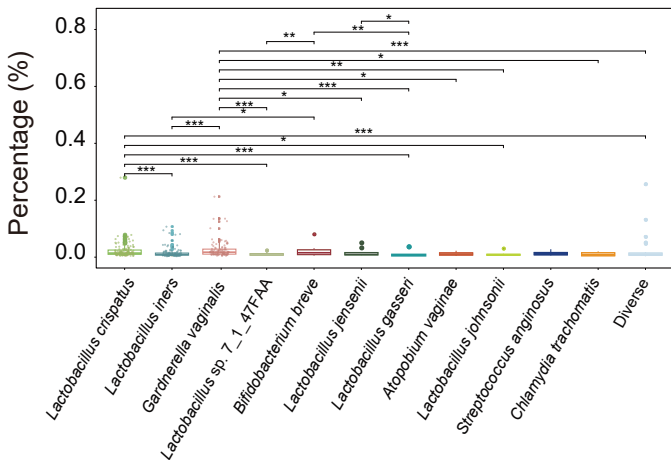 Percentage (%)
0.8
0.6
0.4
0.2
0.0
*
**
**
***
*
**
*
***
*
***
*
***
***
*
***
***
***
Lactobacillus crispatus
Lactobacillus iners
Gardnerella vaginalis
Lactobacillus sp. 7_1_47FAA
Bifidobacterium breve
Lactobacillus jensenii
Lactobacillus gasseri
Atopobium vaginae
Lactobacillus johnsonii
Streptococcus anginosus
Chlamydia trachomatis
Diverse